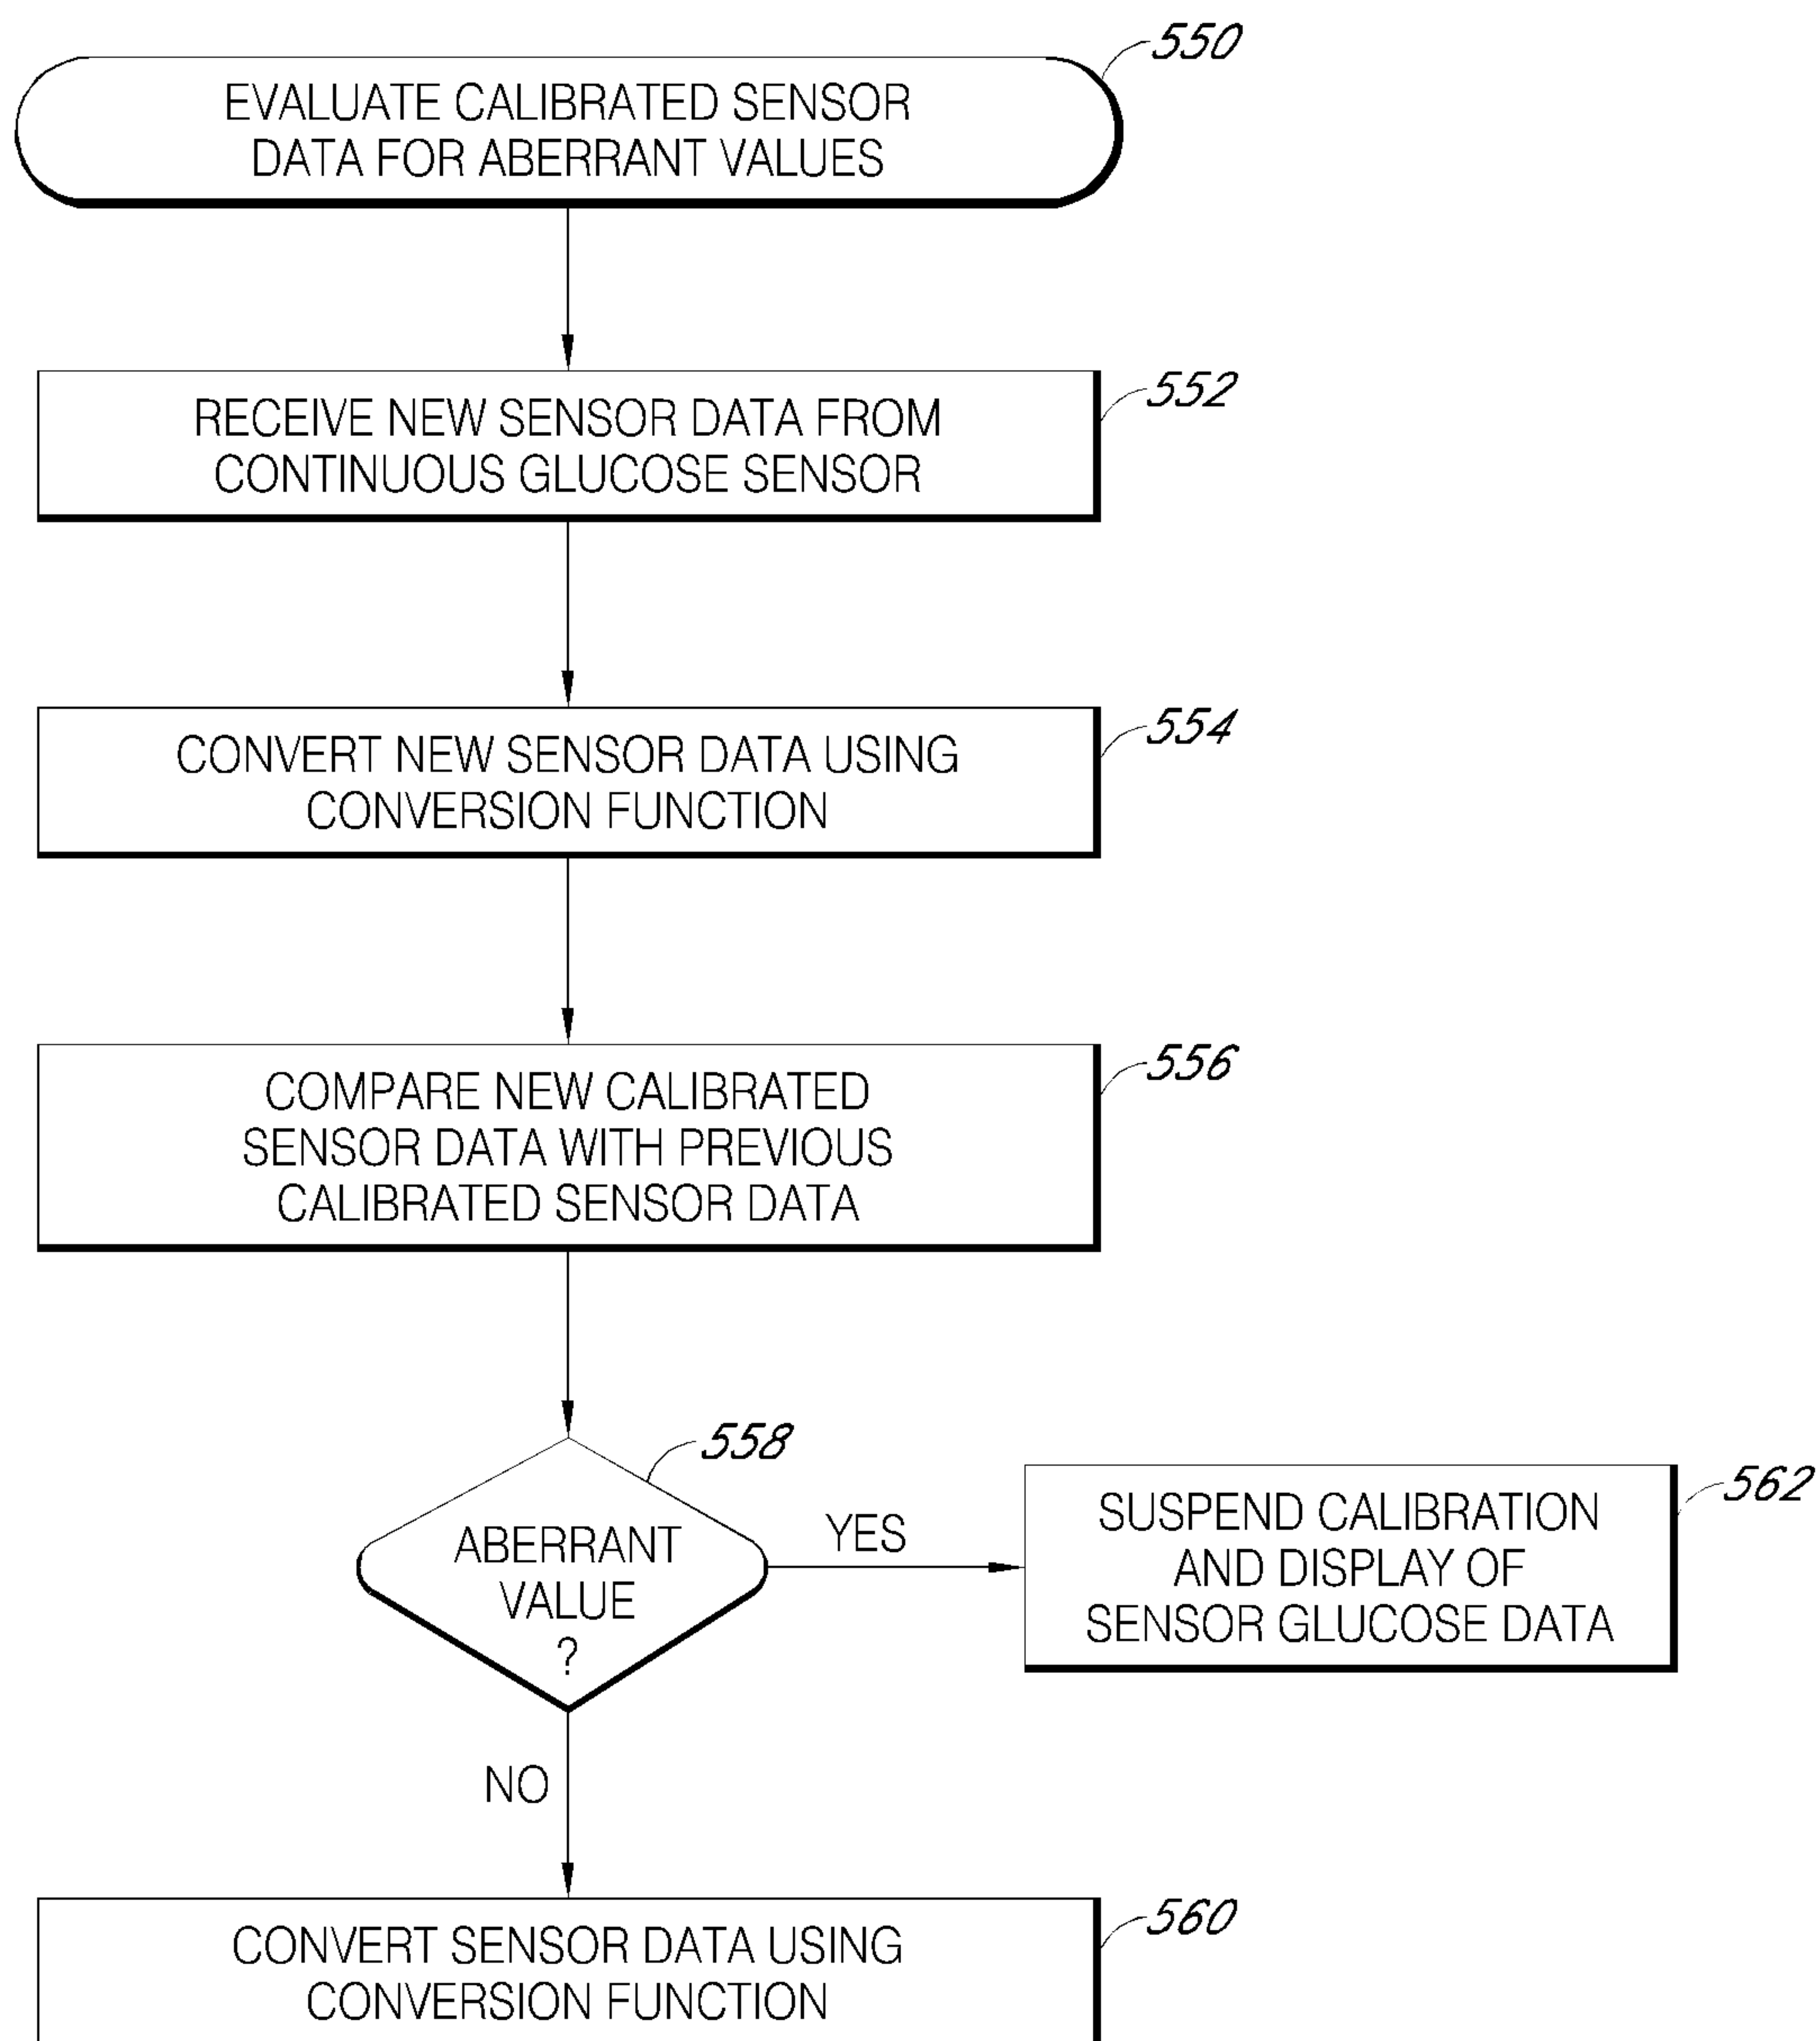 550
EVALUATE CALIBRATED SENSOR
DATA FOR ABERRANT VALUES
552
RECEIVE NEW SENSOR DATA FROM
CONTINUOUS GLUCOSE SENSOR
554
CONVERT NEW SENSOR DATA USING
CONVERSION FUNCTION
556
COMPARE NEW CALIBRATED
SENSOR DATA WITH PREVIOUS
CALIBRATED SENSOR DATA
558
ABERRANT
VALUE
?
YES
562
SUSPEND CALIBRATION
AND DISPLAY OF
SENSOR GLUCOSE DATA
NO
560
CONVERT SENSOR DATA USING
CONVERSION FUNCTION